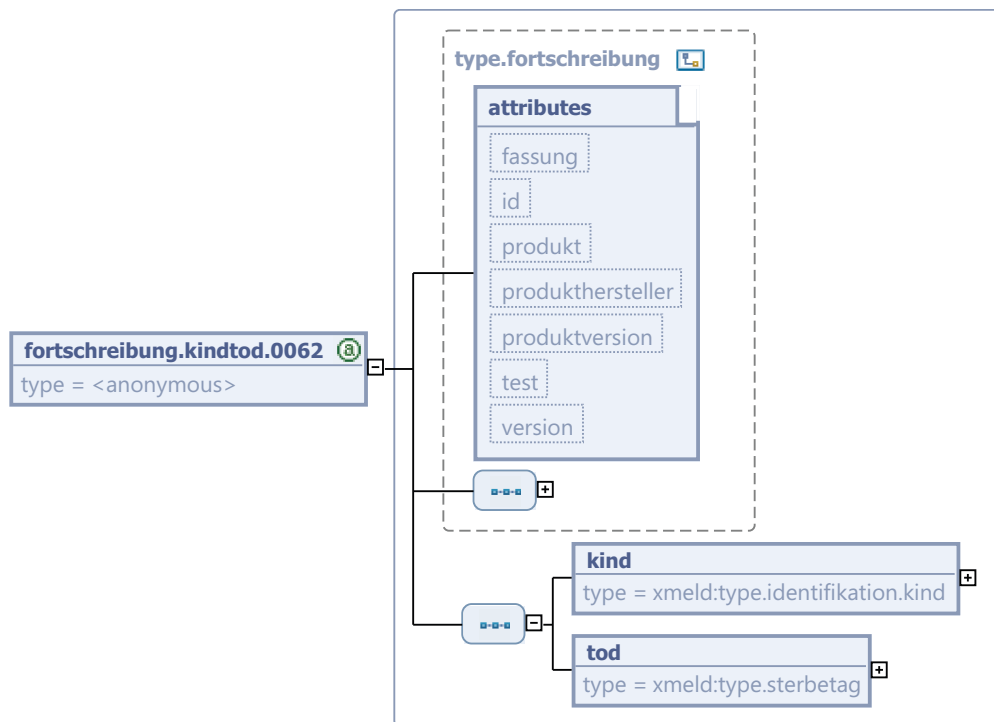 type.fortschreibung
attributes
fassung
id
produkt
produkthersteller
produktversion
test
version
fortschreibung.kindtod.0062 @
type = <anonymous>
kind
type = xmeld:type.identifikation.kind
tod
type = xmeld:type.sterbetag